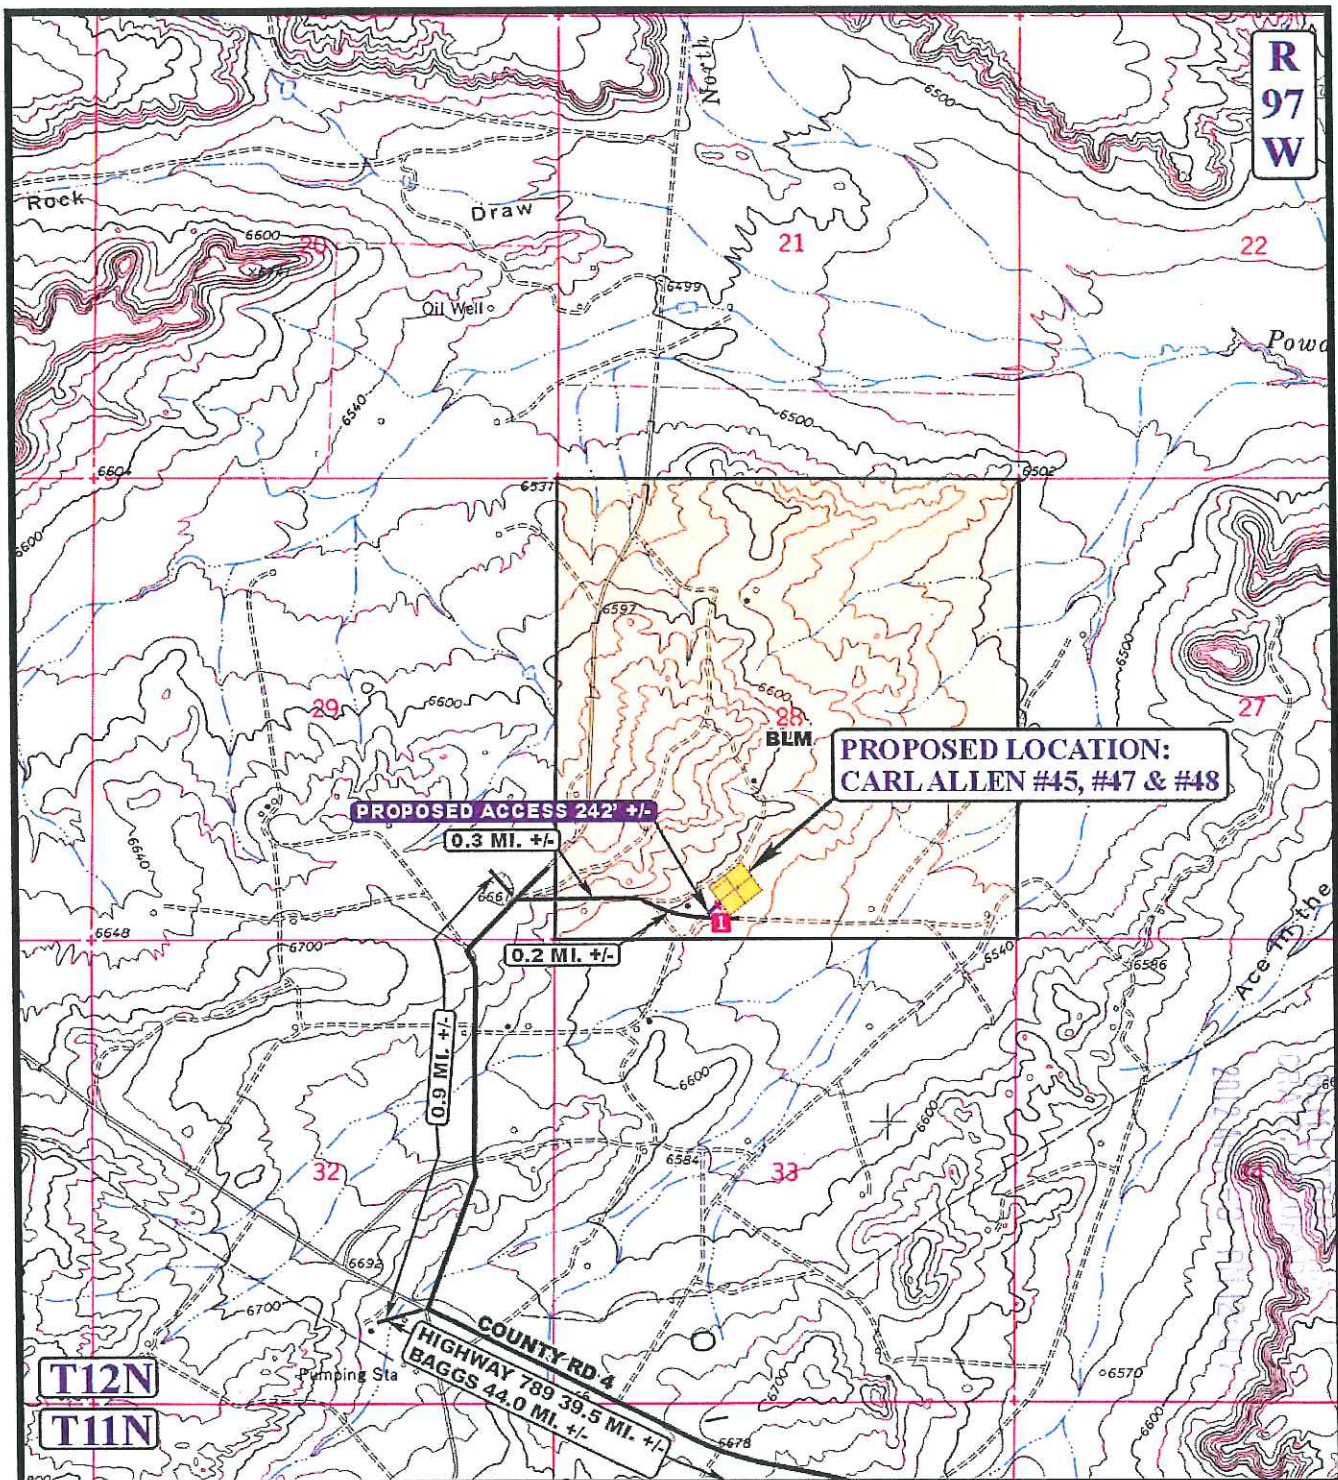 R
97
W
North
6500
Rock
Draw
6600
20
21
22
Oil Well
6499
Powd
6540
6500
6604
6537
6502
6600
6597
6500
29
6600
6600
28
BLM
27
PROPOSED LOCATION:
CARL ALLEN #45, #47 & #48
PROPOSED ACCESS 242' +/-
0.3 MI. +/-
6640
6661
1
6648
6700
0.2 MI. +/-
6540
6586
Ace in the
0.9 MI. +/-
6600
6600
32
6584
33
6692
6700
COUNTY RD 4
HIGHWAY 789 39.5 MI. +/-
BAGGS 44.0 MI. +/-
Pumping Sta
T12N
T11N
6700
6570
6678
6600